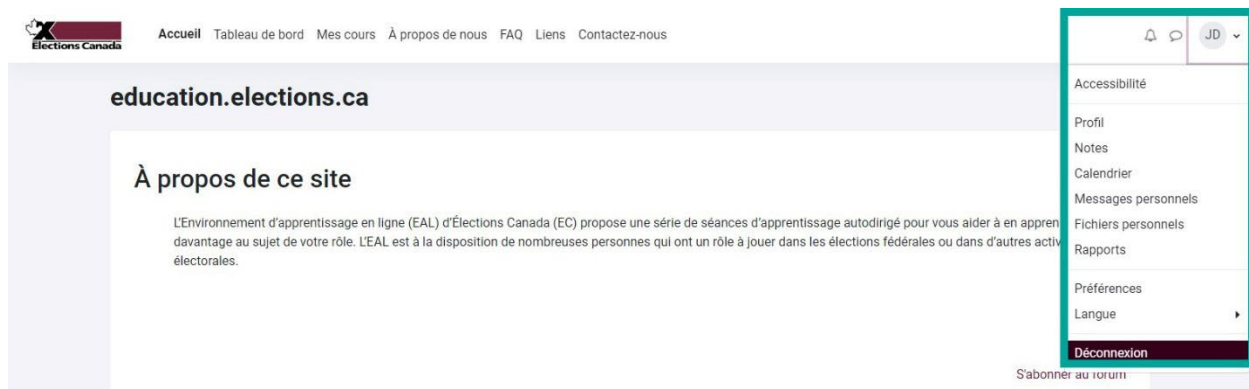 Elections Canada
Accueil Tableau de bord Mes cours À propos de nous FAQ Liens Contactez-nous
JD
education.elections.ca
À propos de ce site
L'Environnement d'apprentissage en ligne (EAL) d'Élections Canada (EC) propose une série de séances d'apprentissage autodirigé pour vous aider à en appren
davantage au sujet de votre rôle. L'EAL est à la disposition de nombreuses personnes qui ont un rôle à jouer dans les élections fédérales ou dans d'autres activ
électorales.
Accessibilité
Profil
Notes
Calendrier
Messages personnels
Fichiers personnels
Rapports
Préférences
Langue
Déconnexion
S'abonner au forum